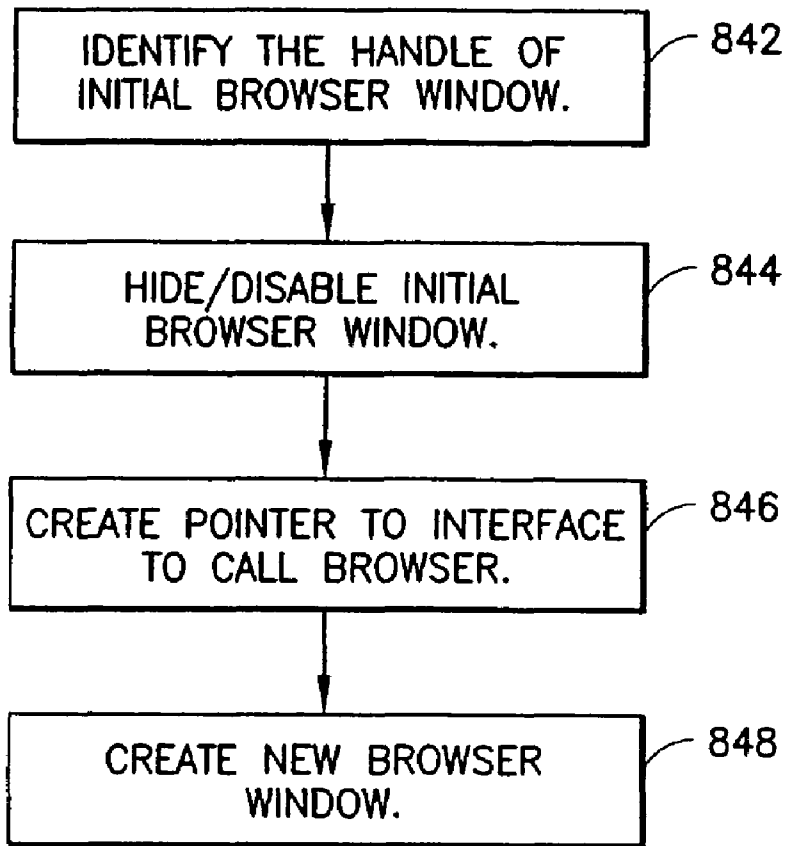 IDENTIFY THE HANDLE OF
INITIAL BROWSER WINDOW.
842
HIDE/DISABLE INITIAL
BROWSER WINDOW.
844
CREATE POINTER TO INTERFACE
TO CALL BROWSER.
846
CREATE NEW BROWSER
WINDOW.
848